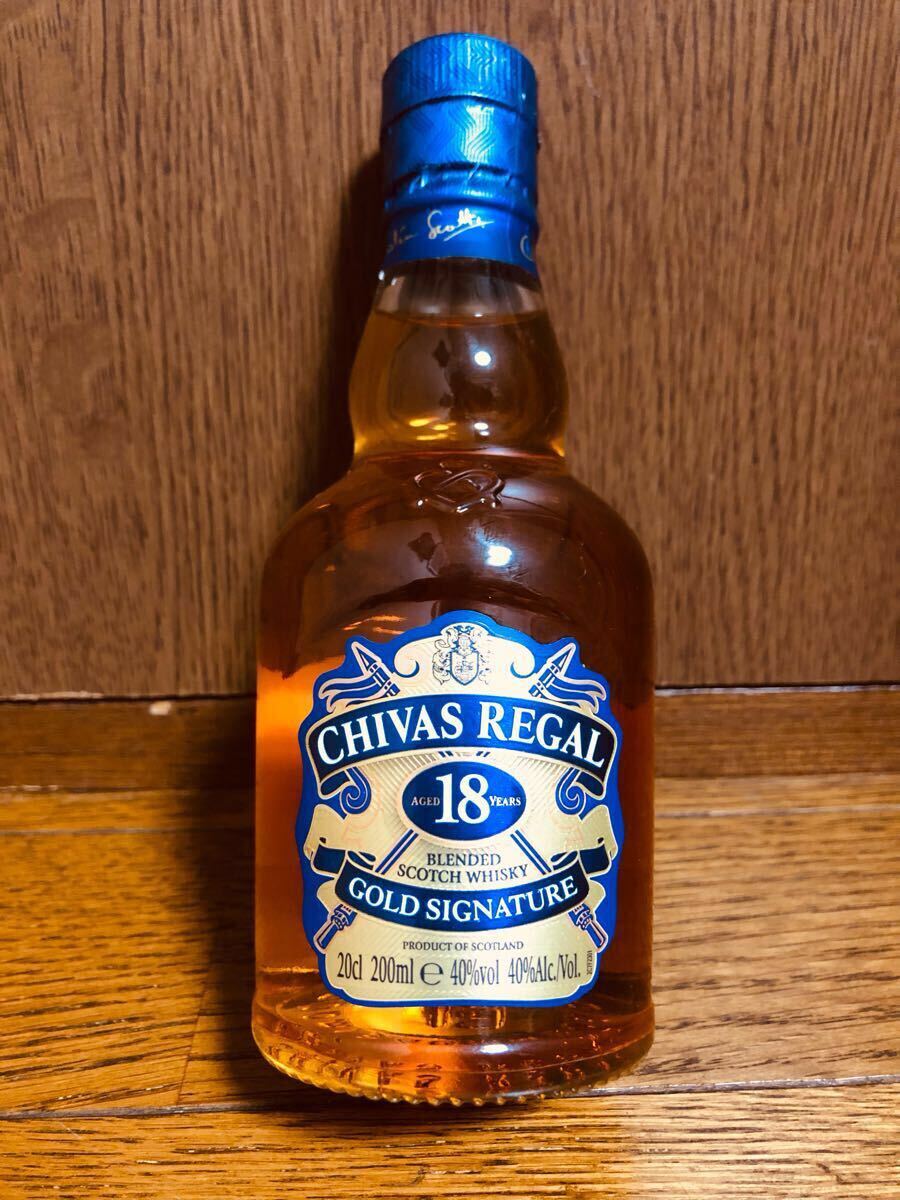 CHIVAS REGAL
AGED 18 YEARS
BLENDED
SCOTCH WHISKY
GOLD SIGNATURE
PRODUCT OF SCOTLAND
20cl 200ml ℮ 40%vol 40%Alc./Vol.